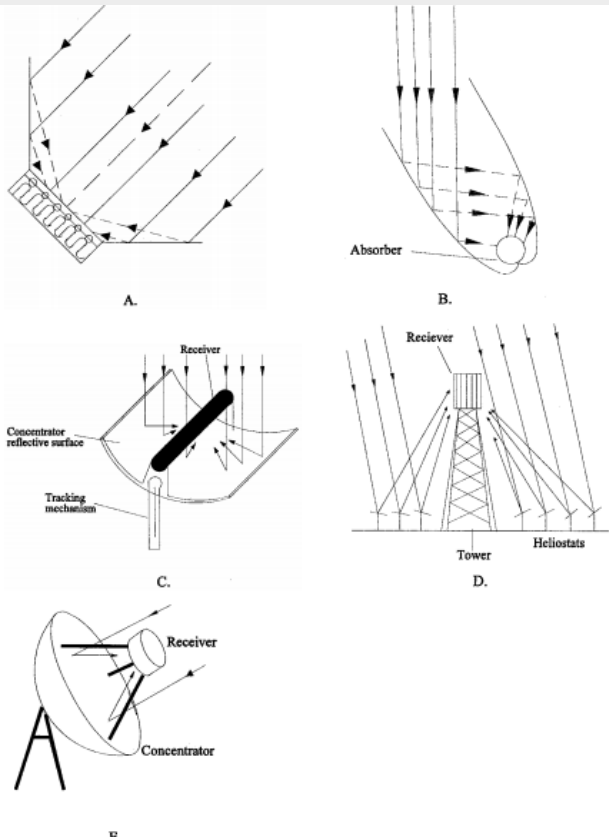 A.
Absorber
B.
Receiver
Concentrator
reflective surface
Tracking
mechanism
C.
Reciever
Heliostats
Tower
D.
Receiver
Concentrator